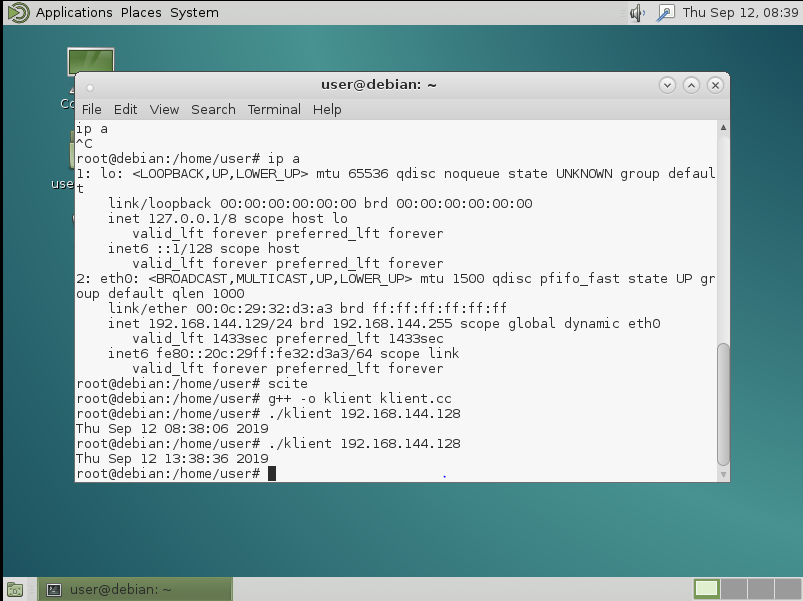 Applications Places System
Thu Sep 12, 08:39
user@debian: ~
File Edit View Search Terminal Help
ip a
^C
root@debian:/home/user# ip a
1: lo: <LOOPBACK,UP,LOWER_UP> mtu 65536 qdisc noqueue state UNKNOWN group defaul
t
    link/loopback 00:00:00:00:00:00 brd 00:00:00:00:00:00
    inet 127.0.0.1/8 scope host lo
       valid_lft forever preferred_lft forever
    inet6 ::1/128 scope host
       valid_lft forever preferred_lft forever
2: eth0: <BROADCAST,MULTICAST,UP,LOWER_UP> mtu 1500 qdisc pfifo_fast state UP gr
oup default qlen 1000
    link/ether 00:0c:29:32:d3:a3 brd ff:ff:ff:ff:ff:ff
    inet 192.168.144.129/24 brd 192.168.144.255 scope global dynamic eth0
       valid_lft 1433sec preferred_lft 1433sec
    inet6 fe80::20c:29ff:fe32:d3a3/64 scope link
       valid_lft forever preferred_lft forever
root@debian:/home/user# scite
root@debian:/home/user# g++ -o klient klient.cc
root@debian:/home/user# ./klient 192.168.144.128
Thu Sep 12 08:38:06 2019
root@debian:/home/user# ./klient 192.168.144.128
Thu Sep 12 13:38:36 2019
root@debian:/home/user#
user@debian: ~